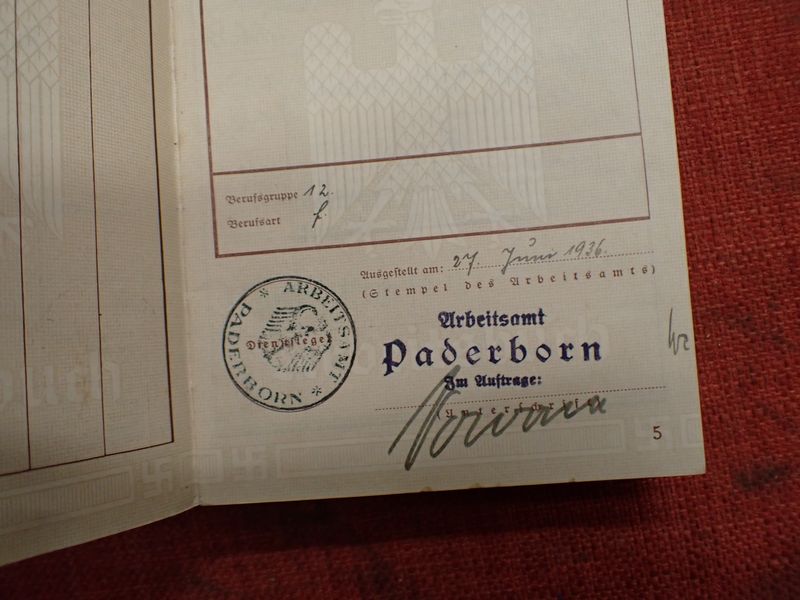 Berufsgruppe 12.
Berufsart f.
Ausgestellt am: 27. Juni 1936.
(Stempel des Arbeitsamts)
* ARBEITSAMT * PADERBORN
Dienstsiegel
Arbeitsamt
Paderborn
Im Auftrage:
(Unterschrift)
5